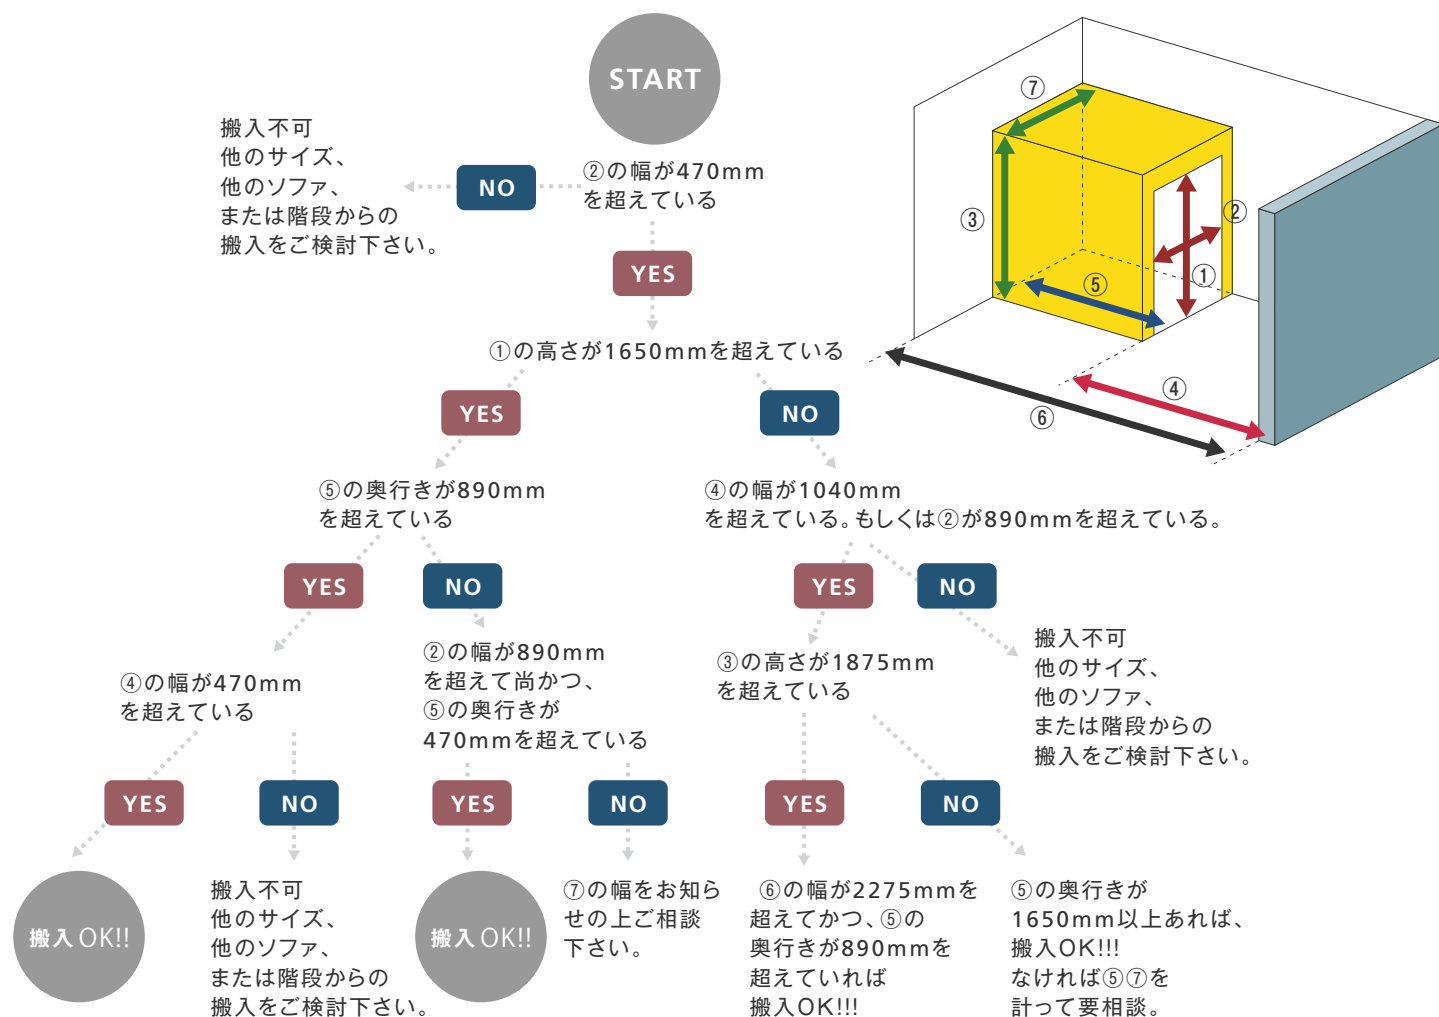 START
②の幅が470mm
を超えている
NO
搬入不可
他のサイズ、
他のソファ、
または階段からの
搬入をご検討下さい。
YES
①の高さが1650mmを超えている
YES
NO
⑤の奥行きが890mm
を超えている
④の幅が1040mm
を超えている。もしくは②が890mmを超えている。
YES
NO
YES
NO
④の幅が470mm
を超えている
②の幅が890mm
を超えて尚かつ、
⑤の奥行きが
470mmを超えている
③の高さが1875mm
を超えている
搬入不可
他のサイズ、
他のソファ、
または階段からの
搬入をご検討下さい。
YES
NO
YES
NO
YES
NO
搬入OK!!
搬入不可
他のサイズ、
他のソファ、
または階段からの
搬入をご検討下さい。
搬入OK!!
⑦の幅をお知ら
せの上ご相談
下さい。
⑥の幅が2275mmを
超えてかつ、⑤の
奥行きが890mmを
超えていれば
搬入OK!!!
⑤の奥行きが
1650mm以上あれば、
搬入OK!!!
なければ⑤⑦を
計って要相談。
⑦
③
②
①
⑤
④
⑥